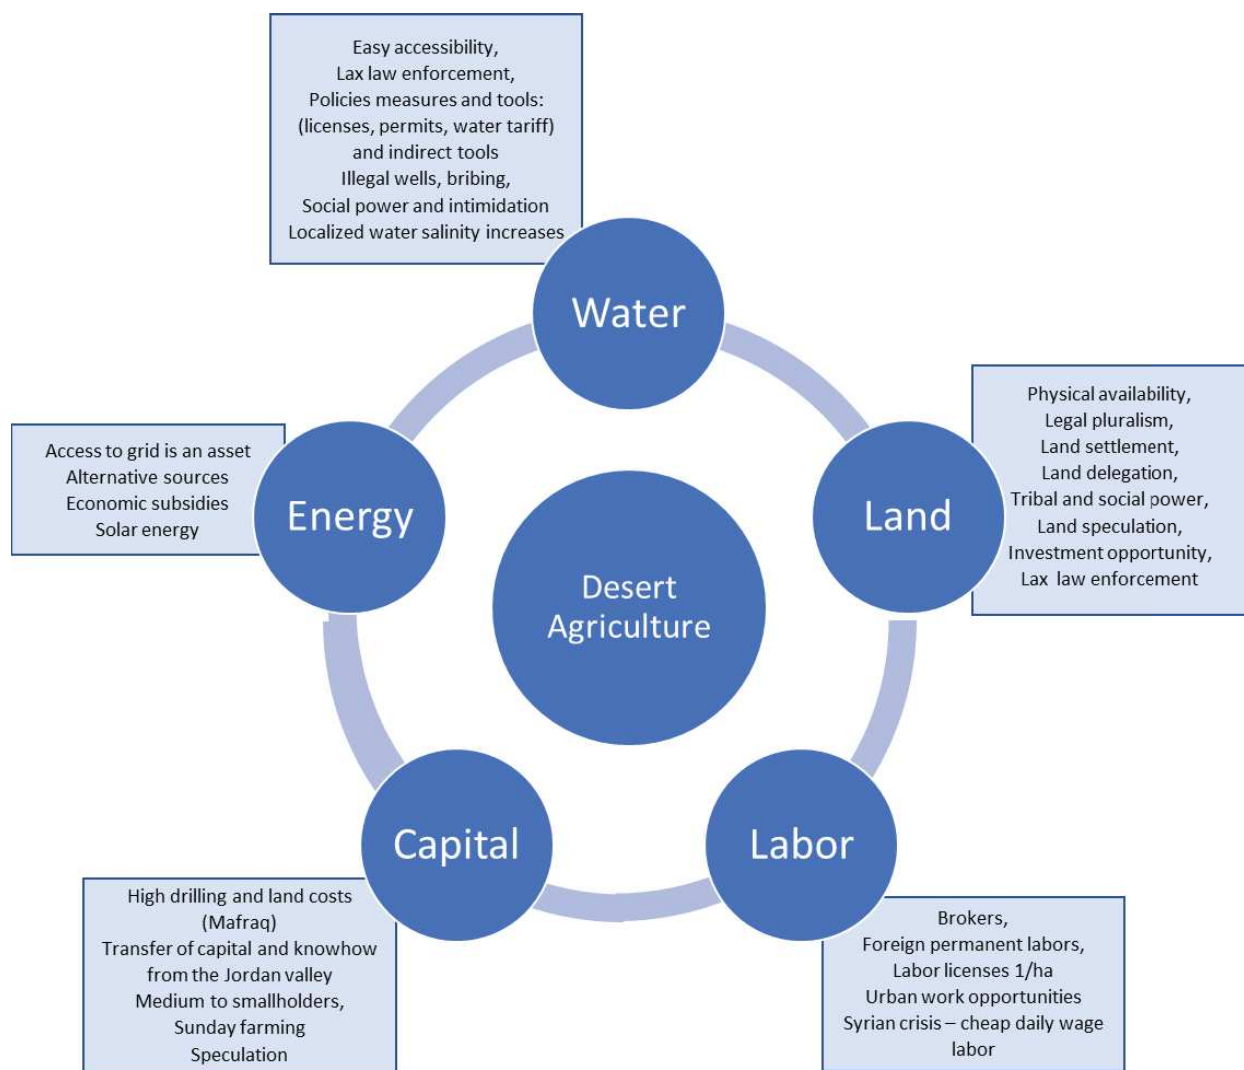 Easy accessibility,
Lax law enforcement,
Policies measures and tools:
(licenses, permits, water tariff)
and indirect tools
Illegal wells, bribing,
Social power and intimidation
Localized water salinity increases
Water
Physical availability,
Legal pluralism,
Land settlement,
Land delegation,
Tribal and social power,
Land speculation,
Investment opportunity,
Lax law enforcement
Land
Access to grid is an asset
Alternative sources
Economic subsidies
Solar energy
Energy
Desert
Agriculture
Capital
High drilling and land costs
(Mafraq)
Transfer of capital and knowhow
from the Jordan valley
Medium to smallholders,
Sunday farming
Speculation
Labor
Brokers,
Foreign permanent labors,
Labor licenses 1/ha
Urban work opportunities
Syrian crisis – cheap daily wage
labor